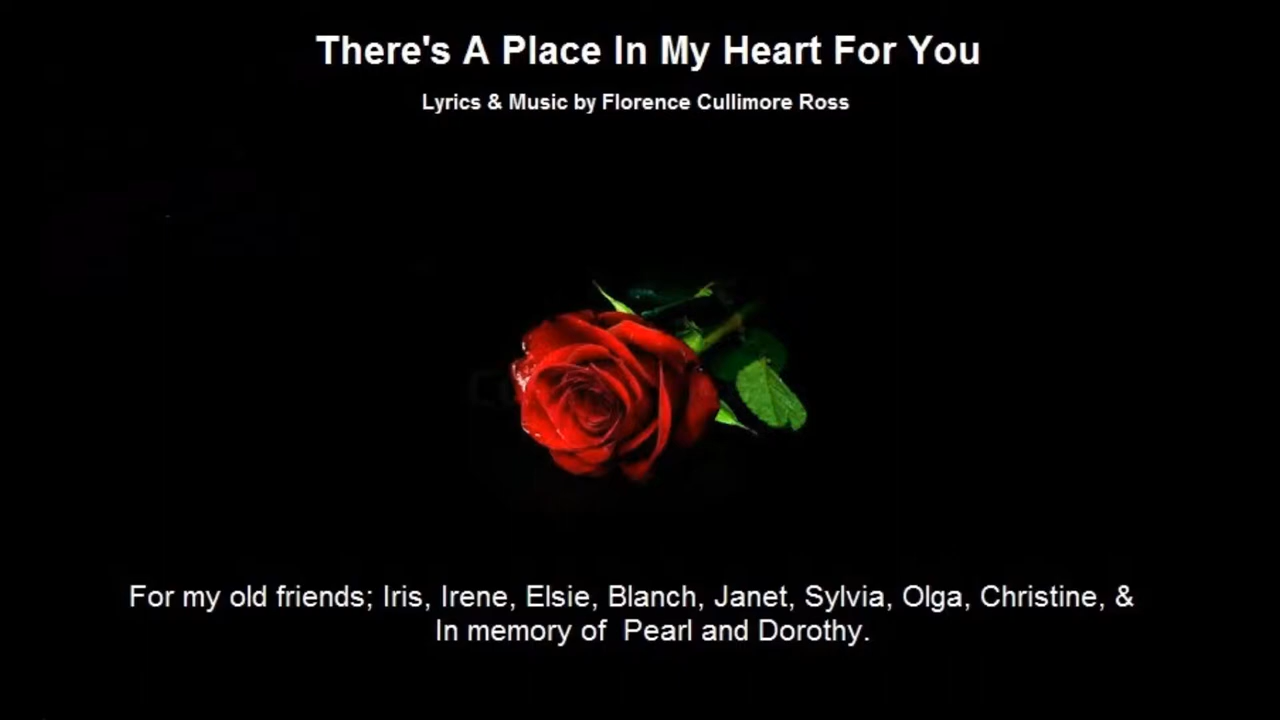 There's A Place In My Heart For You
Lyrics & Music by Florence Cullimore Ross
For my old friends; Iris, Irene, Elsie, Blanch, Janet, Sylvia, Olga, Christine, &
In memory of  Pearl and Dorothy.